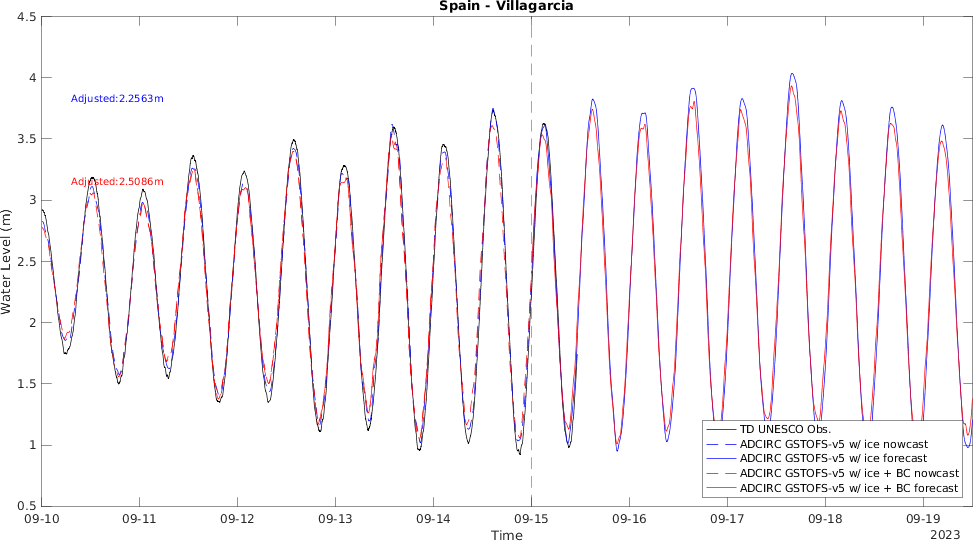 Spain - Villagarcia
4.5
4
3.5
3
2.5
2
1.5
1
0.5
Water Level (m)
Adjusted:2.2563m
Adjusted:2.5086m
TD UNESCO Obs.
ADCIRC GSTOFS-v5 w/ ice nowcast
ADCIRC GSTOFS-v5 w/ ice forecast
ADCIRC GSTOFS-v5 w/ ice + BC nowcast
ADCIRC GSTOFS-v5 w/ ice + BC forecast
09-10 09-11 09-12 09-13 09-14 09-15 09-16 09-17 09-18 09-19
Time
2023